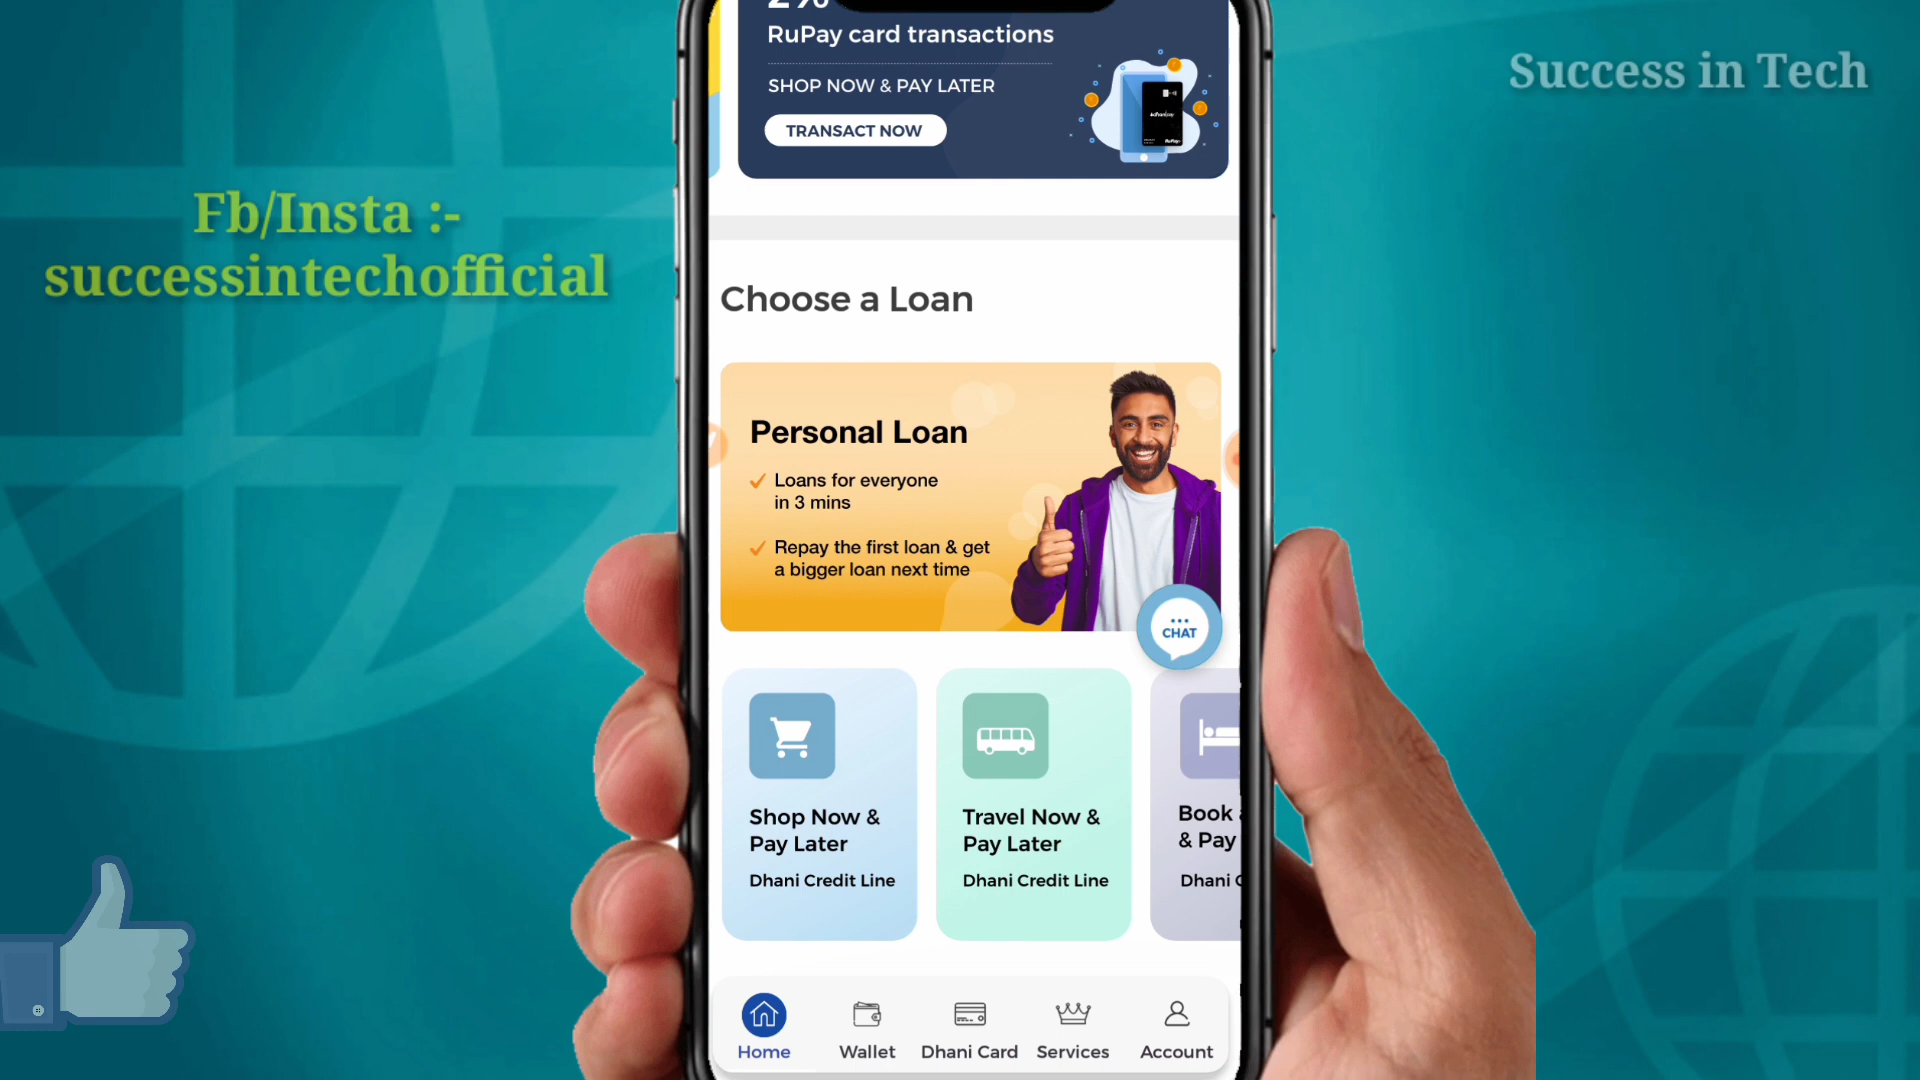 2%
RuPay card transactions
SHOP NOW & PAY LATER
TRANSACT NOW
Success in Tech
Fb/Insta :-
successintechofficial
Choose a Loan
Personal Loan
Loans for everyone
in 3 mins
Repay the first loan & get
a bigger loan next time
CHAT
Shop Now &
Pay Later
Dhani Credit Line
Travel Now &
Pay Later
Dhani Credit Line
Book
& Pay
Dhani
Home
Wallet
Dhani Card
Services
Account